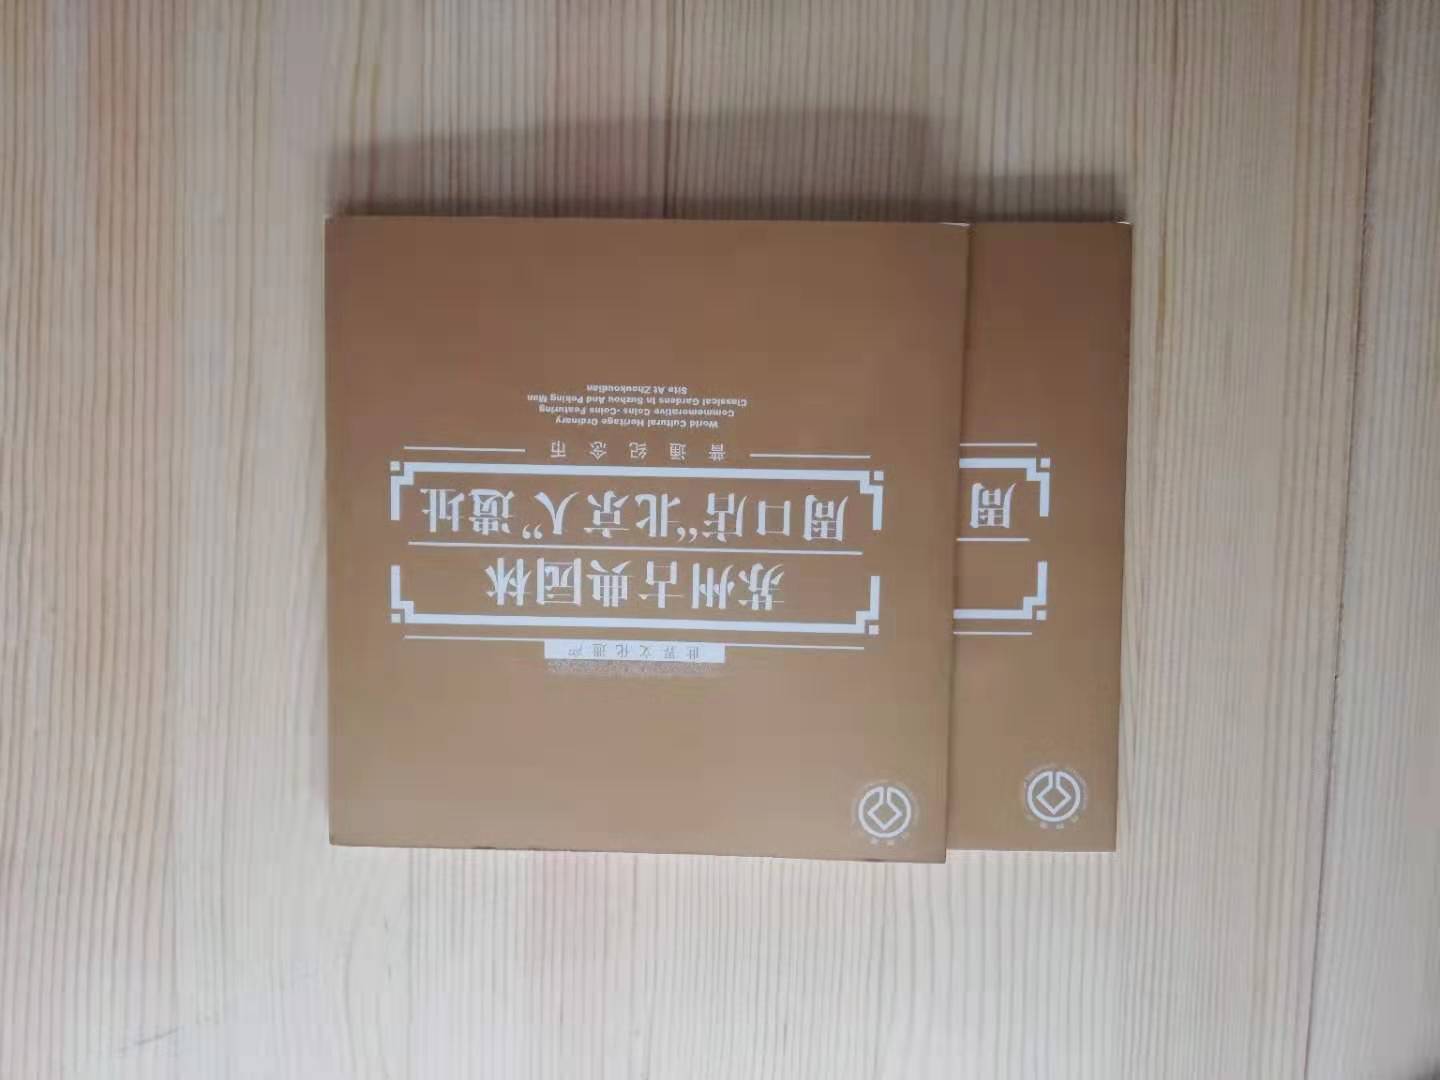 世界文化遗产
苏州古典园林
周口店“北京人”遗址
普通纪念币
World Cultural Heritage Ordinary
Commemorative Coins -Coins Featuring
Classical Gardens In Suzhou And Peking Man
Site At Zhoukoudian
周